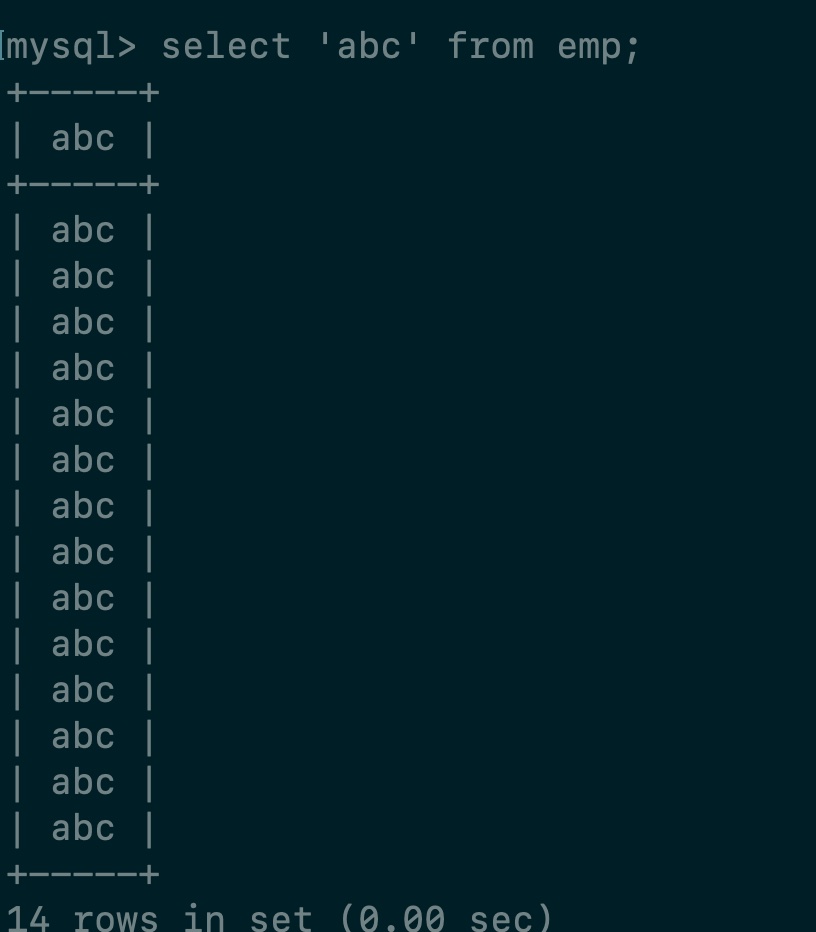 mysql> select 'abc' from emp;
+-----+
| abc |
+-----+
| abc |
| abc |
| abc |
| abc |
| abc |
| abc |
| abc |
| abc |
| abc |
| abc |
| abc |
| abc |
| abc |
| abc |
+-----+
14 rows in set (0.00 sec)